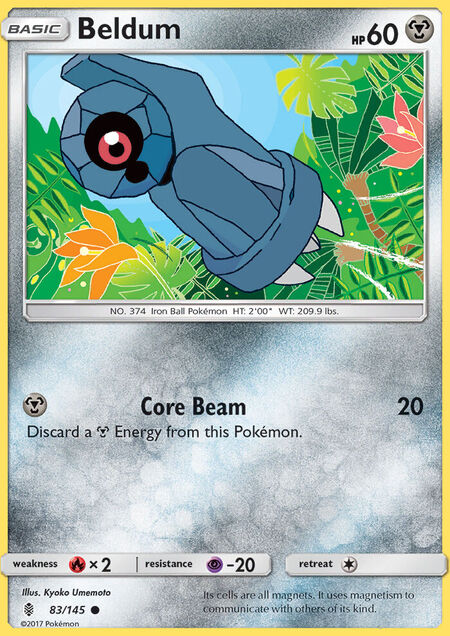 BASIC Beldum HP 60
NO. 374 Iron Ball Pokémon HT: 2'00" WT: 209.9 lbs.
Core Beam 20
Discard a Energy from this Pokémon.
weakness ×2 resistance -20 retreat
Illus. Kyoko Umemoto
83/145
©2017 Pokémon
Its cells are all magnets. It uses magnetism to
communicate with others of its kind.